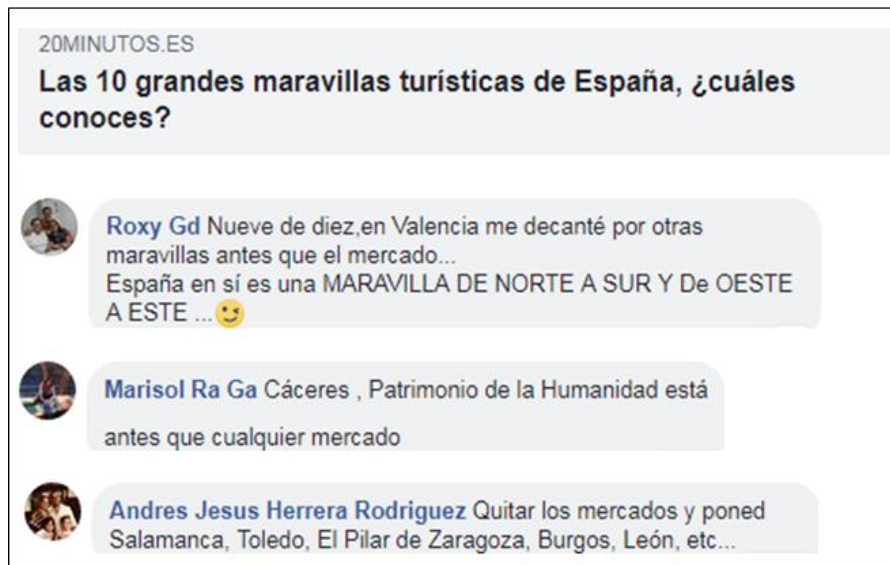 20MINUTOS.ES
Las 10 grandes maravillas turísticas de España, ¿cuáles
conoces?
Roxy Gd Nueve de diez,en Valencia me decanté por otras
maravillas antes que el mercado...
España en sí es una MARAVILLA DE NORTE A SUR Y De OESTE
A ESTE ...😉
Marisol Ra Ga Cáceres , Patrimonio de la Humanidad está
antes que cualquier mercado
Andres Jesus Herrera Rodriguez Quitar los mercados y poned
Salamanca, Toledo, El Pilar de Zaragoza, Burgos, León, etc...